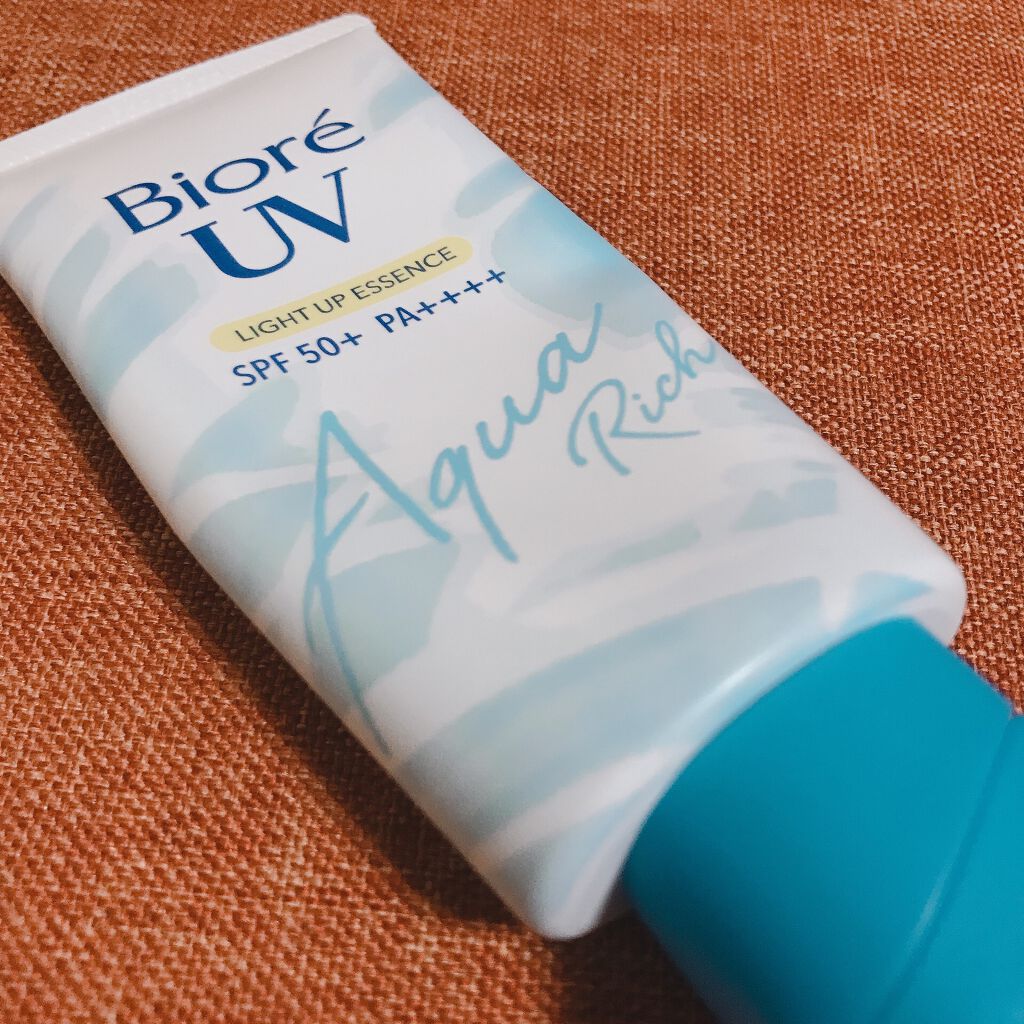 Bioré
UV
LIGHT UP ESSENCE
SPF 50+ PA++++
Aqua
Rich